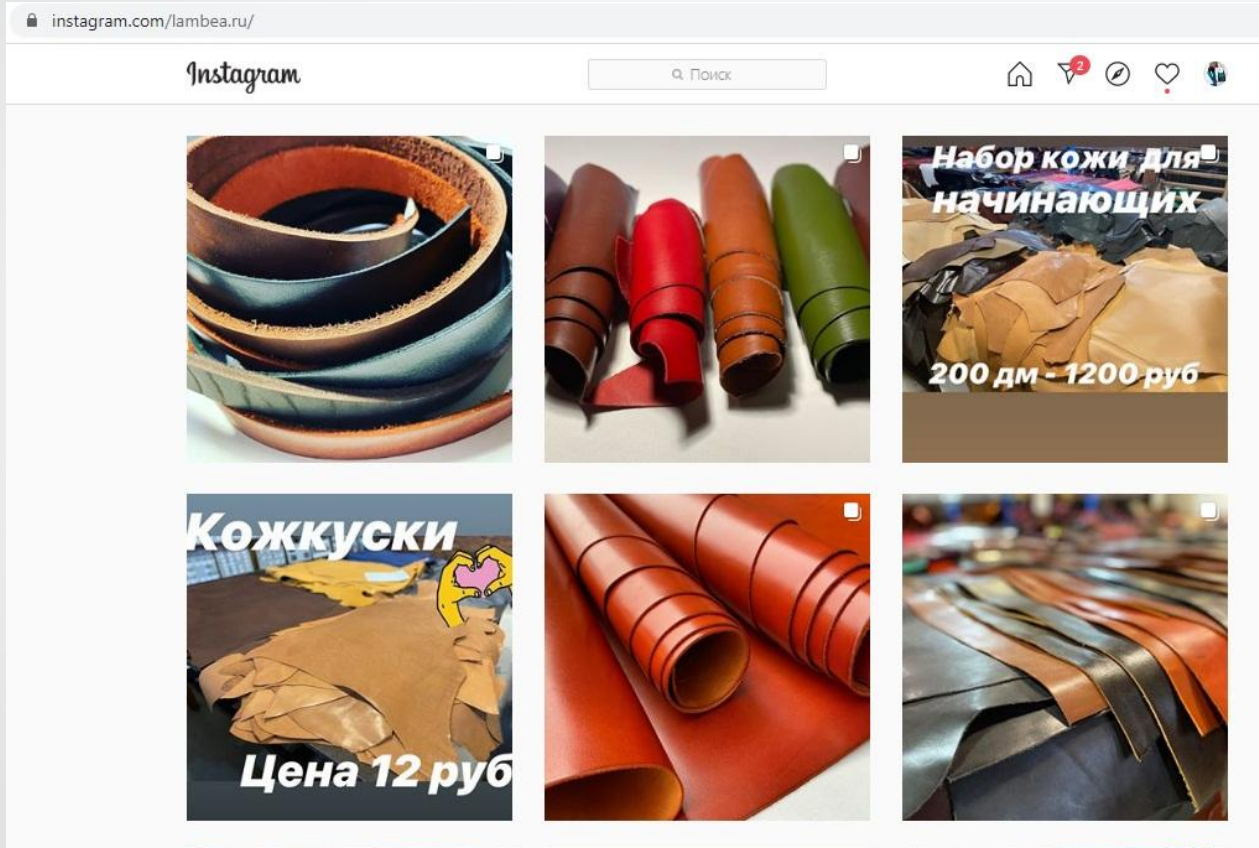 instagram.com/lambea.ru/
Instagram
Поиск
2
Набор кожи для
начинающих
200 дм - 1200 руб
Кожкуски
Цена 12 руб